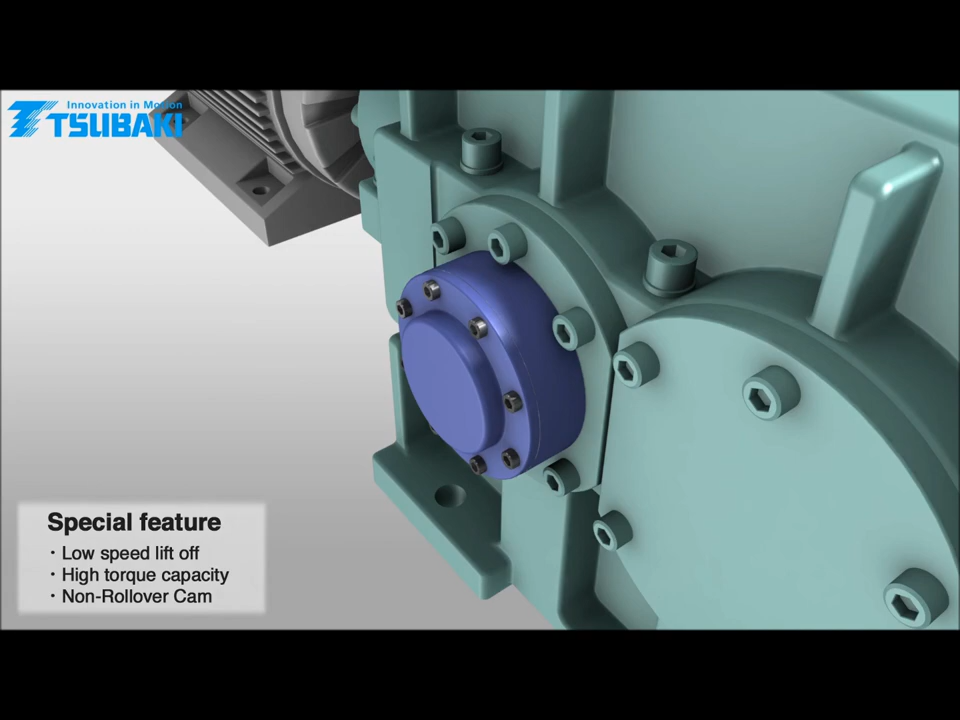 Innovation in Motion
TSUBAKI
Special feature
・Low speed lift off
・High torque capacity
・Non-Rollover Cam